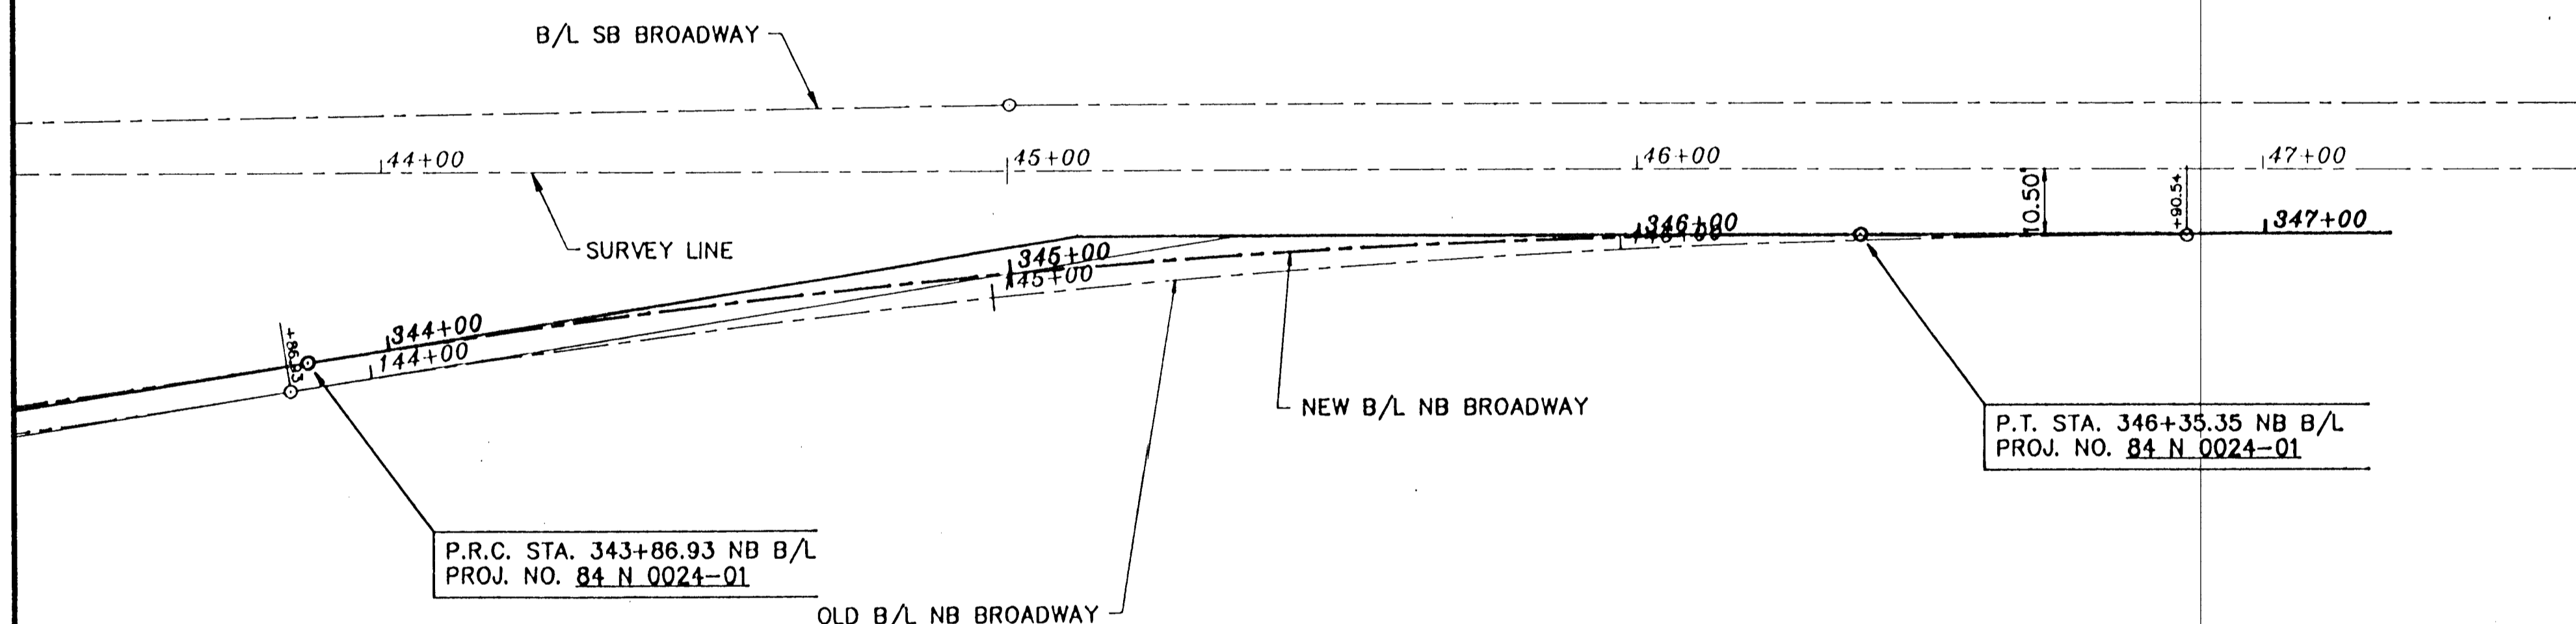 B/L SB BROADWAY
44+00
45+00
46+00
47+00
SURVEY LINE
10.50'
+90.54
346+00
347+00
345+00
145+00
344+00
144+00
+86.93
NEW B/L NB BROADWAY
P.T. STA. 346+35.35 NB B/L
PROJ. NO. 84 N 0024-01
P.R.C. STA. 343+86.93 NB B/L
PROJ. NO. 84 N 0024-01
OLD B/L NB BROADWAY